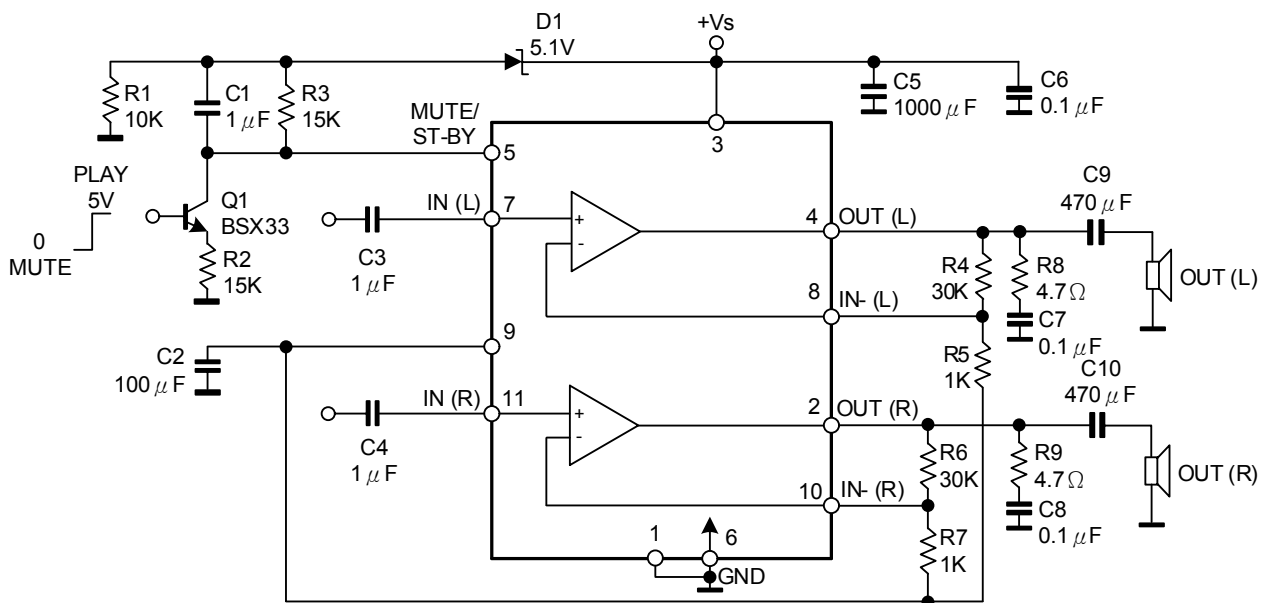 D1
5.1V
+Vs
R1
10K
C1
1μF
R3
15K
MUTE/
ST-BY
5
3
C5
1000μF
C6
0.1μF
PLAY
5V
0
MUTE
Q1
BSX33
R2
15K
C3
1μF
IN (L)
7
+
-
4
OUT (L)
8
IN- (L)
R4
30K
R8
4.7Ω
C7
0.1μF
C9
470μF
OUT (L)
R5
1K
C2
100μF
9
C4
1μF
IN (R)
11
+
-
2
OUT (R)
10
IN- (R)
R6
30K
R7
1K
R9
4.7Ω
C8
0.1μF
C10
470μF
OUT (R)
1
6
GND